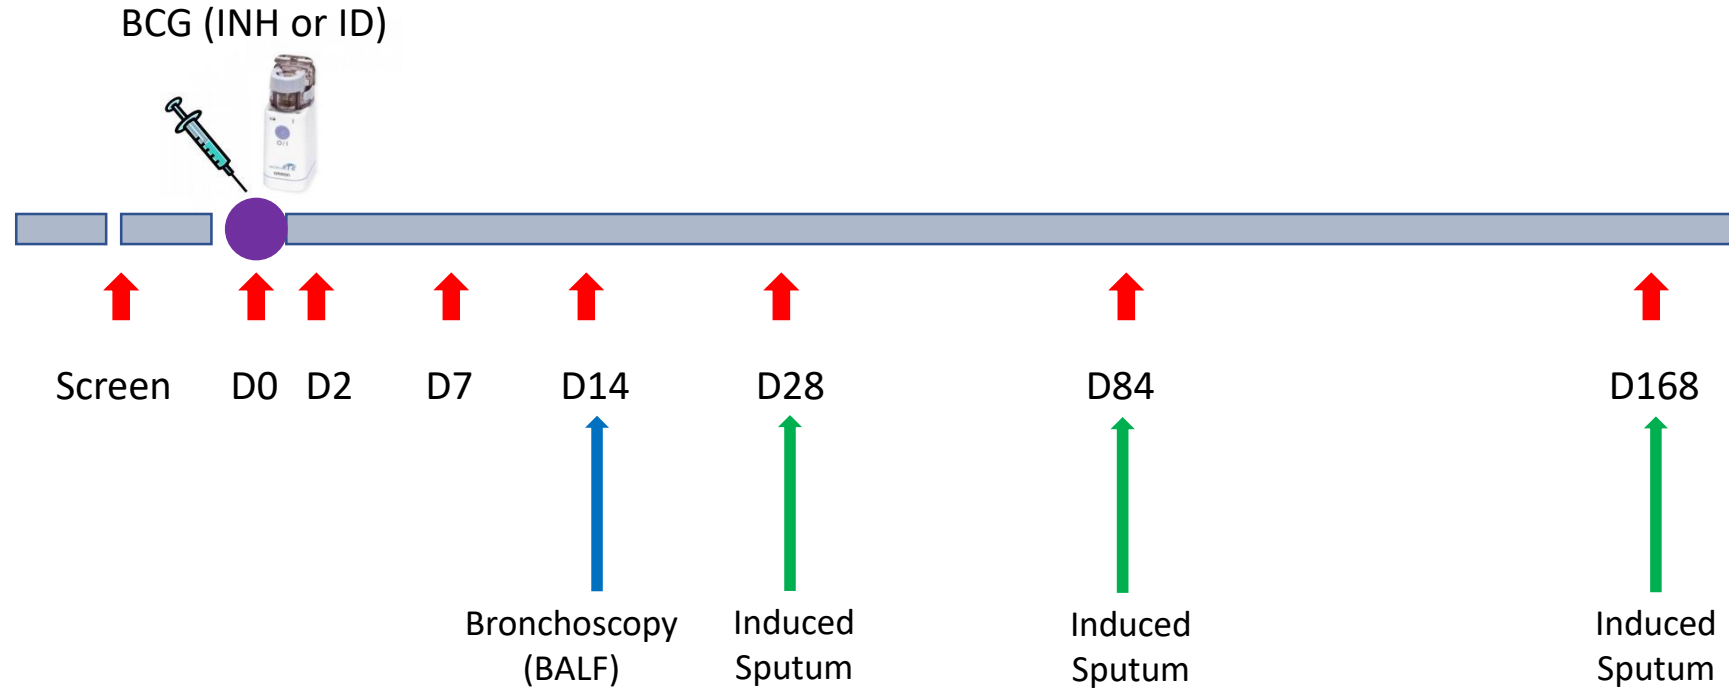 BCG (INH or ID)
Screen D0 D2 D7 D14 D28 D84 D168
Bronchoscopy (BALF)
Induced Sputum
Induced Sputum
Induced Sputum